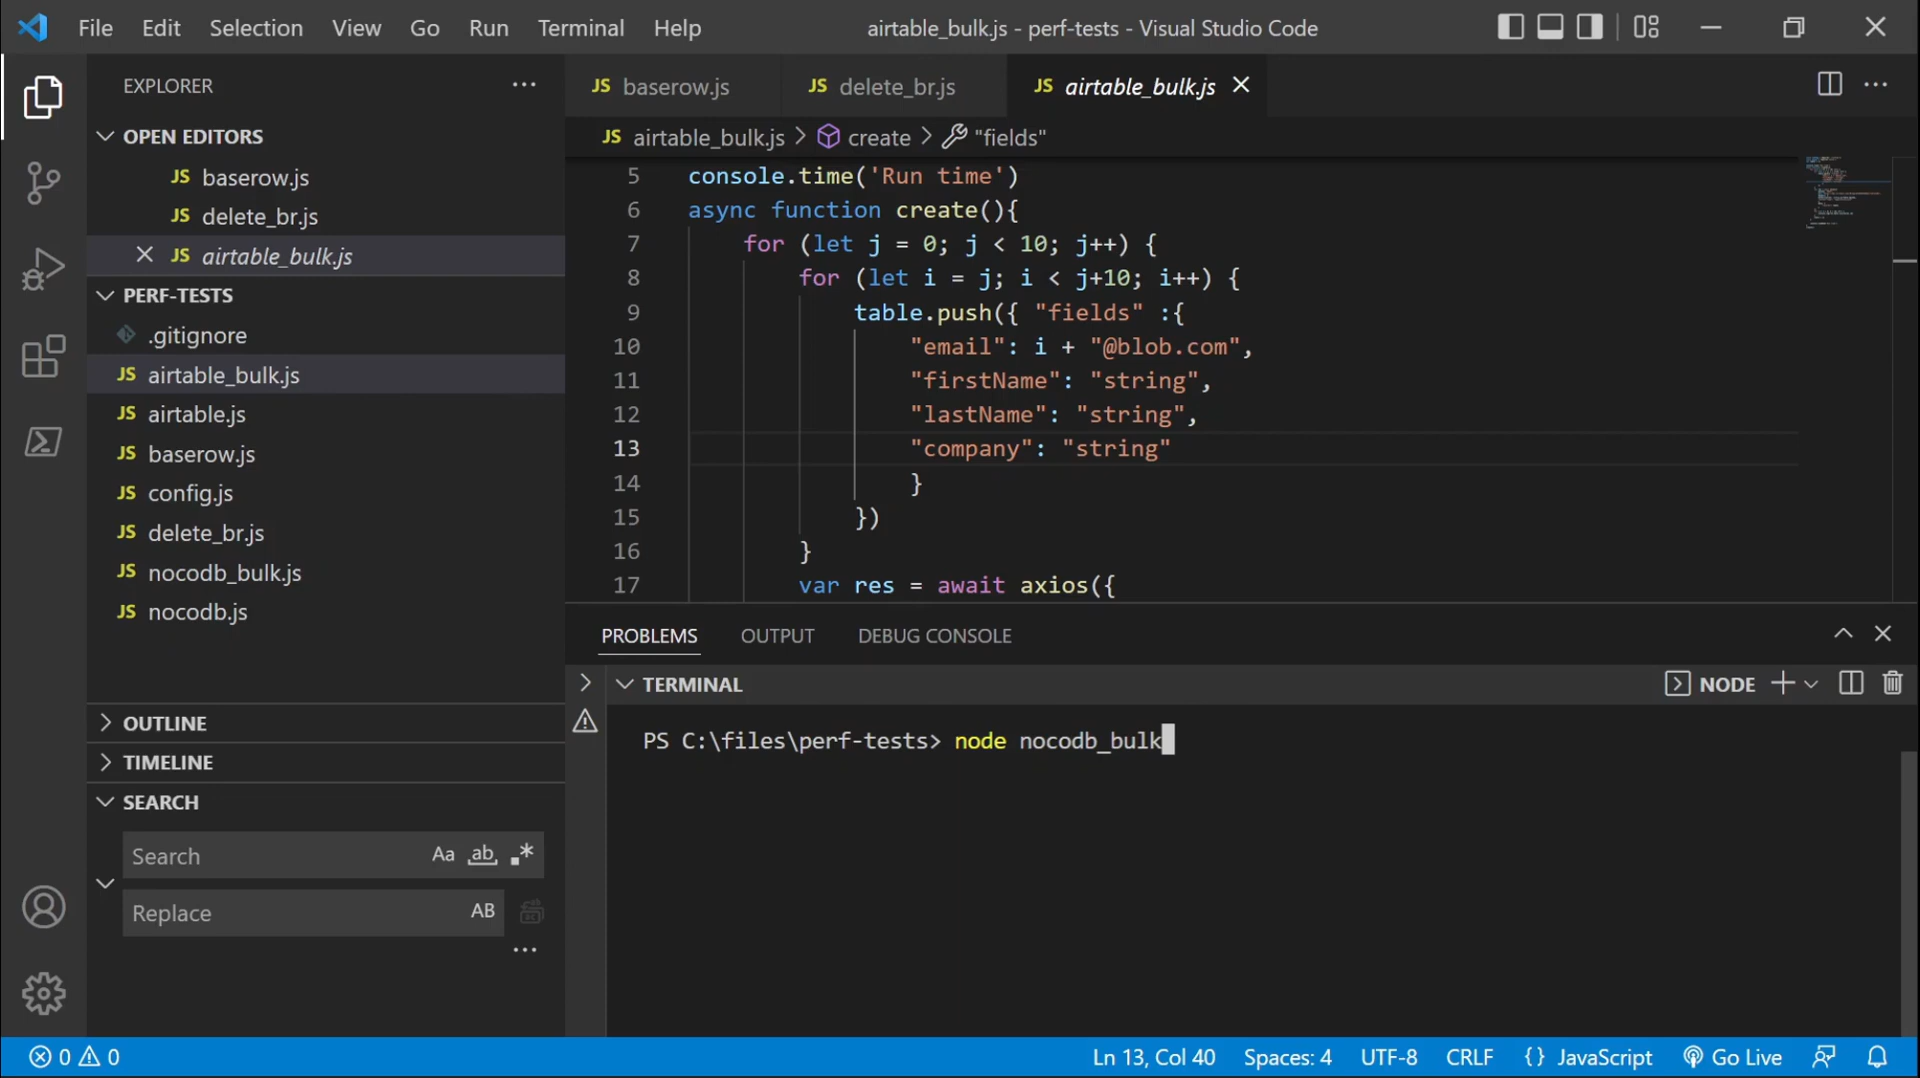 File Edit Selection View Go Run Terminal Help airtable_bulk.js - perf-tests - Visual Studio Code
EXPLORER
OPEN EDITORS
JS baserow.js
JS delete_br.js
JS airtable_bulk.js
PERF-TESTS
.gitignore
JS airtable_bulk.js
JS airtable.js
JS baserow.js
JS config.js
JS delete_br.js
JS nocodb_bulk.js
JS nocodb.js
OUTLINE
TIMELINE
SEARCH
Search Aa ab .*
Replace AB
JS baserow.js JS delete_br.js JS airtable_bulk.js
JS airtable_bulk.js > create > "fields"
5 console.time('Run time')
6 async function create(){
7 for (let j = 0; j < 10; j++) {
8 for (let i = j; i < j+10; i++) {
9 table.push({ "fields" :{
10 "email": i + "@blob.com",
11 "firstName": "string",
12 "lastName": "string",
13 "company": "string"
14 }
15 })
16 }
17 var res = await axios({
PROBLEMS OUTPUT DEBUG CONSOLE
TERMINAL NODE
PS C:\files\perf-tests> node nocodb_bulk
0 0 Ln 13, Col 40 Spaces: 4 UTF-8 CRLF {} JavaScript Go Live